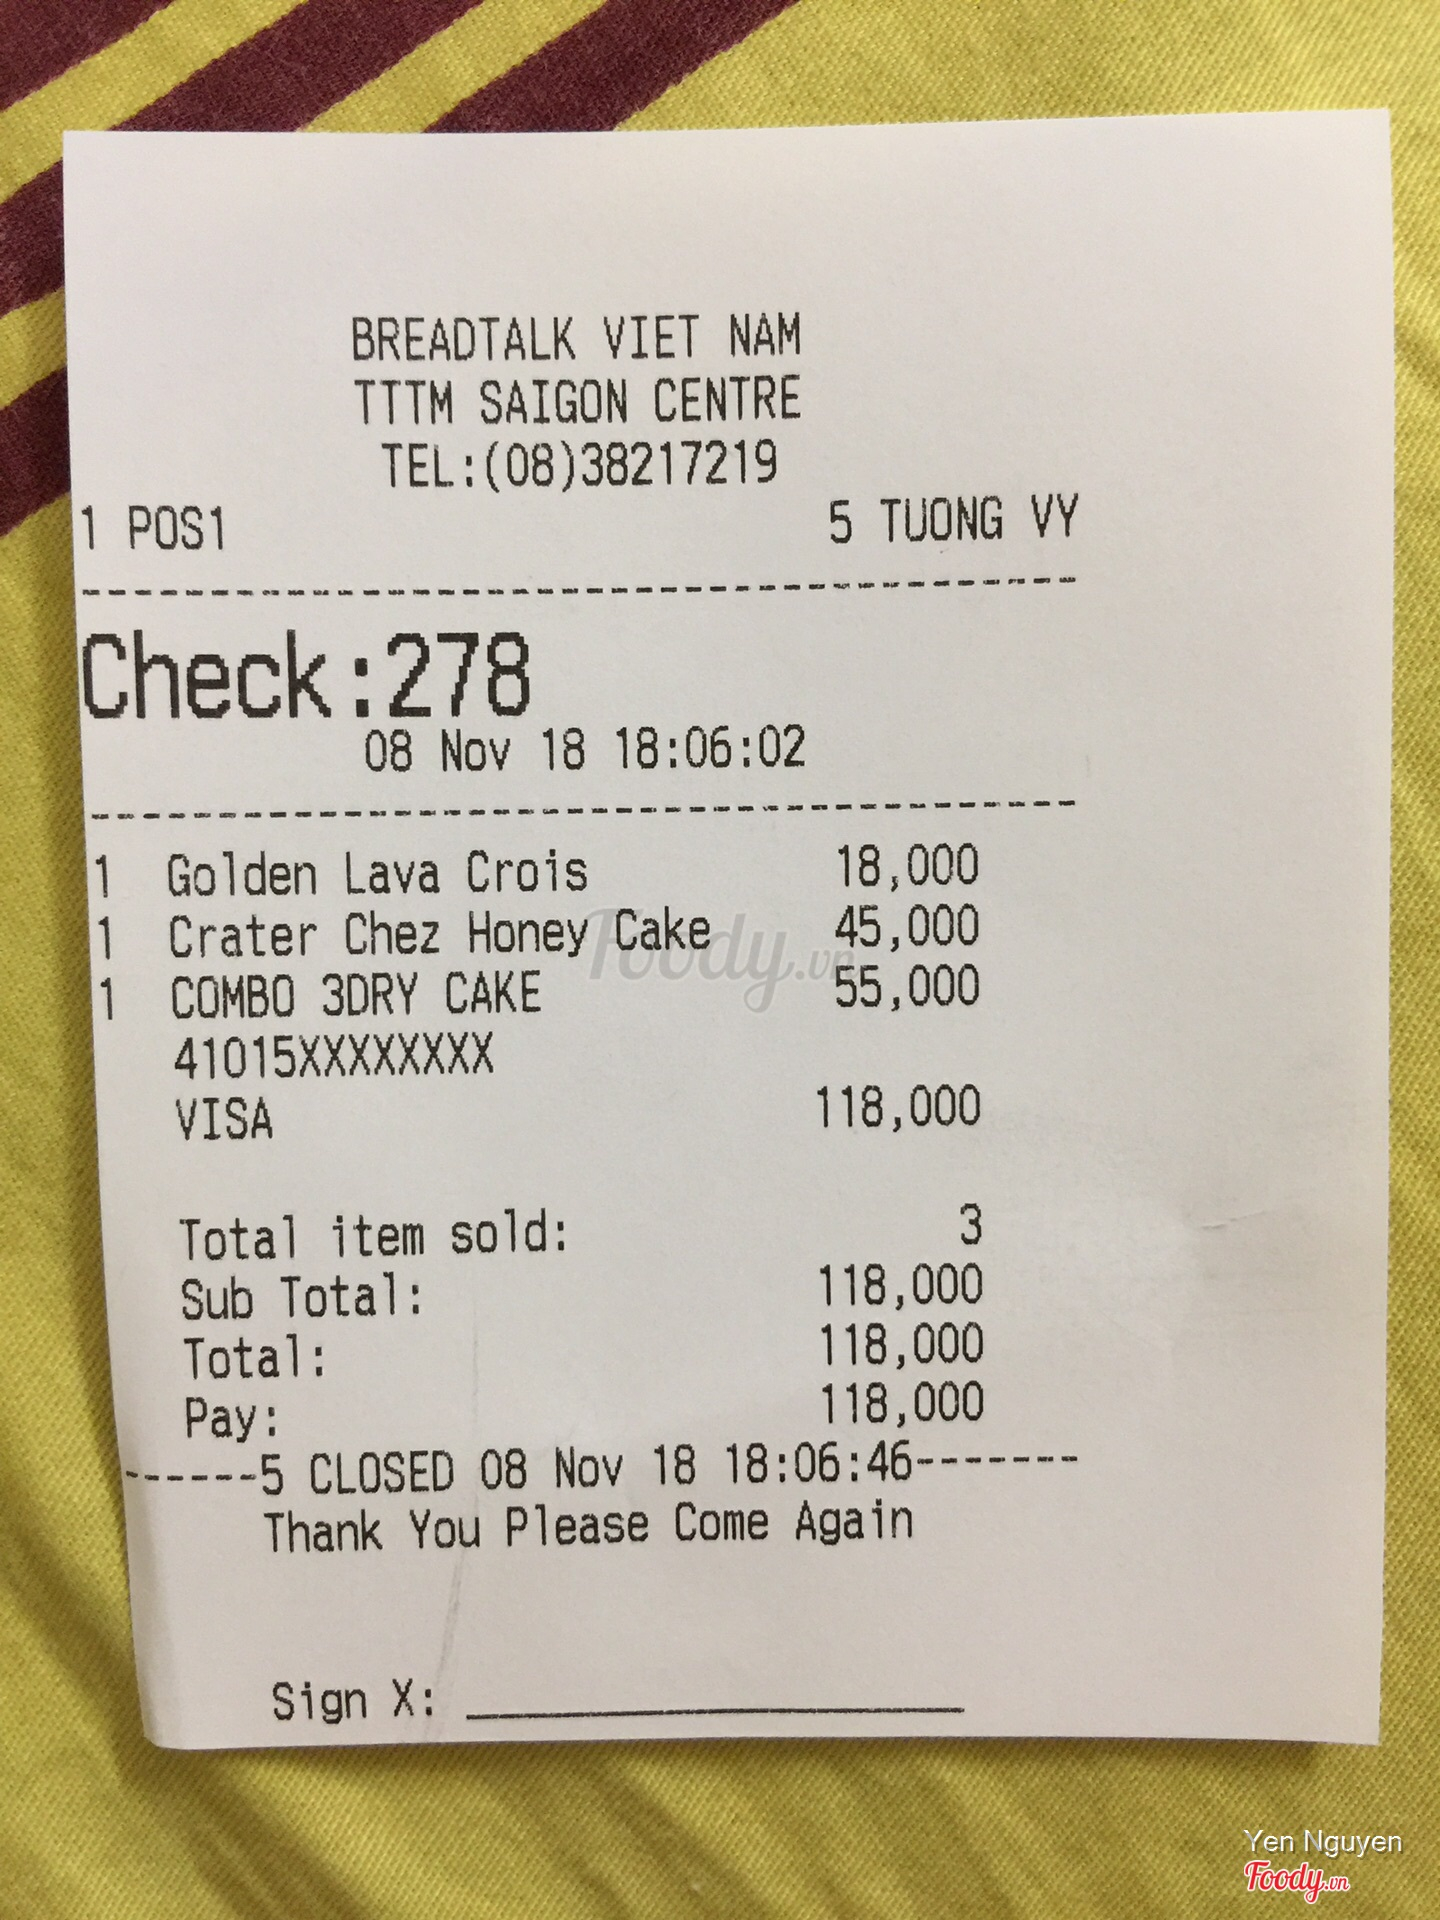 BREADTALK VIET NAM
TTTM SAIGON CENTRE
TEL:(08)38217219
1 POS1 5 TUONG VY
Check:278
08 Nov 18 18:06:02
1 Golden Lava Crois 18,000
1 Crater Chez Honey Cake 45,000
1 COMBO 3DRY CAKE 55,000
41015XXXXXXXX
VISA 118,000
Total item sold: 3
Sub Total: 118,000
Total: 118,000
Pay: 118,000
------5 CLOSED 08 Nov 18 18:06:46-------
Thank You Please Come Again
Sign X:
Foody.vn
Yen Nguyen
Foody.vn